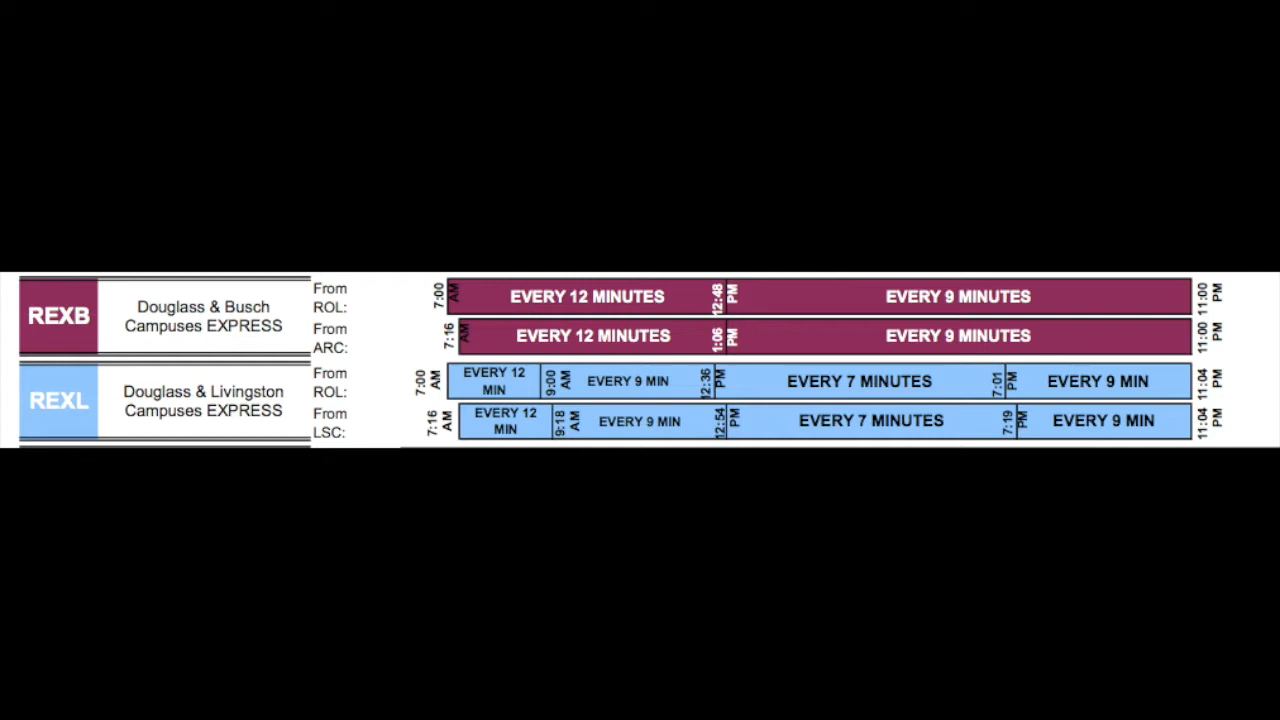 REXB
Douglass & Busch
Campuses EXPRESS
From
ROL:
7:00
AM
EVERY 12 MINUTES
12:48
PM
EVERY 9 MINUTES
11:00
PM
From
ARC:
7:16
AM
EVERY 12 MINUTES
1:06
PM
EVERY 9 MINUTES
11:00
PM
REXL
Douglass & Livingston
Campuses EXPRESS
From
ROL:
7:00
AM
EVERY 12
MIN
9:00
AM
EVERY 9 MIN
12:36
PM
EVERY 7 MINUTES
7:01
PM
EVERY 9 MIN
11:04
PM
From
LSC:
7:16
AM
EVERY 12
MIN
9:18
AM
EVERY 9 MIN
12:54
PM
EVERY 7 MINUTES
7:19
PM
EVERY 9 MIN
11:04
PM